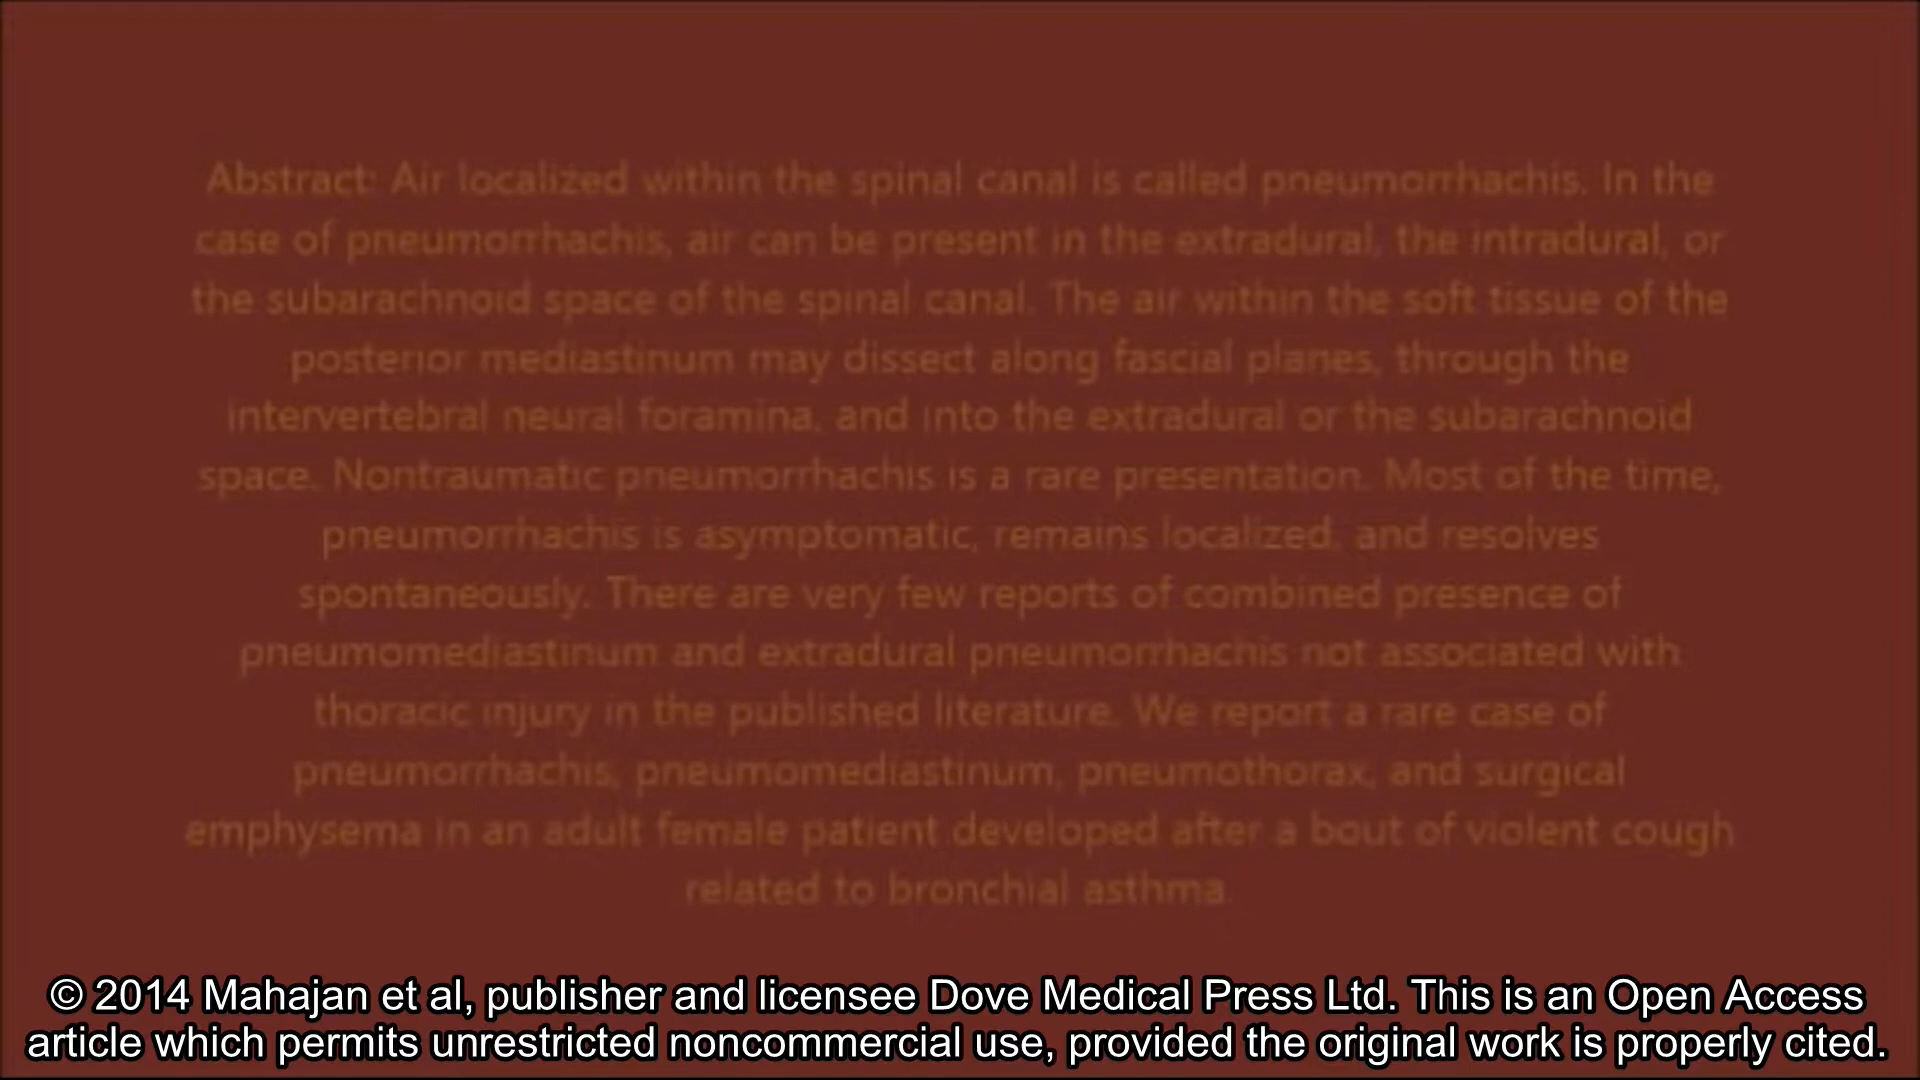 Abstract: Air localized within the spinal canal is called pneumorrhachis. In the
case of pneumorrhachis, air can be present in the extradural, the intradural, or
the subarachnoid space of the spinal canal. The air within the soft tissue of the
posterior mediastinum may dissect along fascial planes, through the
intervertebral neural foramina, and into the extradural or the subarachnoid
space. Nontraumatic pneumorrhachis is a rare presentation. Most of the time,
pneumorrhachis is asymptomatic, remains localized, and resolves
spontaneously. There are very few reports of combined presence of
pneumomediastinum and extradural pneumorrhachis not associated with
thoracic injury in the published literature. We report a rare case of
pneumorrhachis, pneumomediastinum, pneumothorax, and surgical
emphysema in an adult female patient developed after a bout of violent cough
related to bronchial asthma.
© 2014 Mahajan et al, publisher and licensee Dove Medical Press Ltd. This is an Open Access
article which permits unrestricted noncommercial use, provided the original work is properly cited.